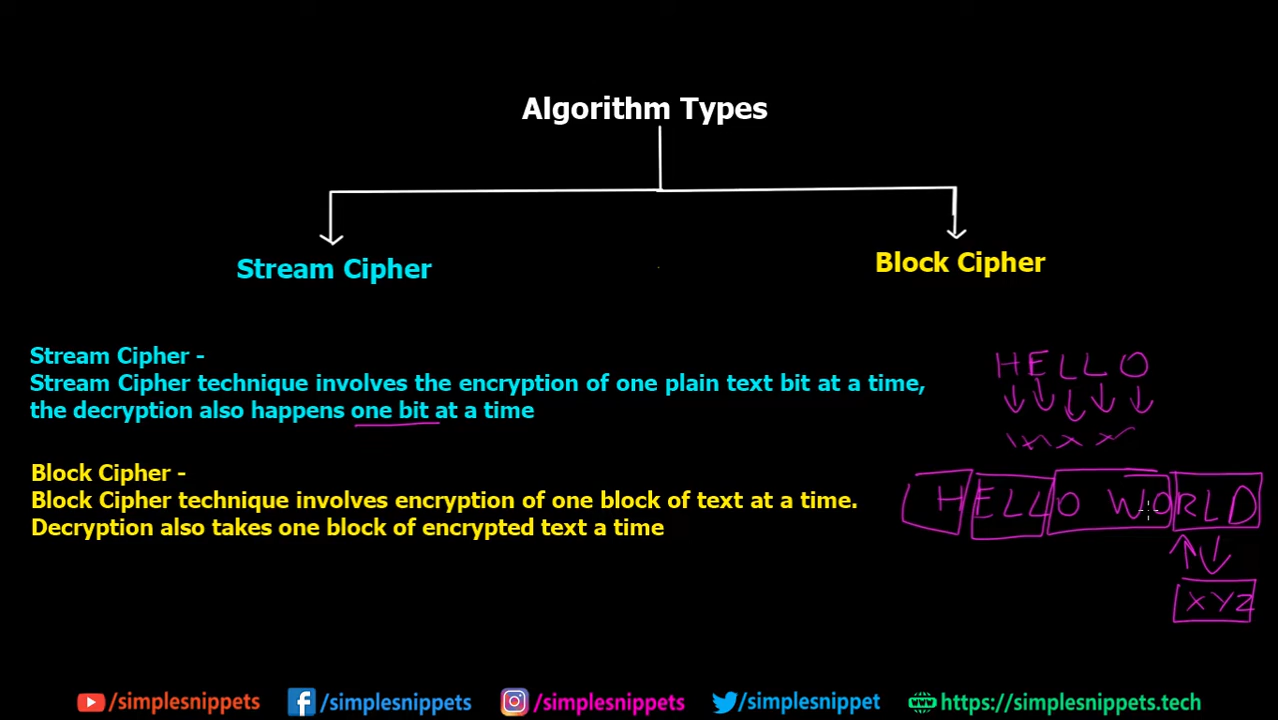 Algorithm Types
Stream Cipher
Block Cipher
Stream Cipher -
Stream Cipher technique involves the encryption of one plain text bit at a time,
the decryption also happens one bit at a time
HELLO
Block Cipher -
Block Cipher technique involves encryption of one block of text at a time.
Decryption also takes one block of encrypted text a time
HELLO WORLD
XYZ
/simplesnippets /simplesnippets /simplesnippets /simplesnippet https://simplesnippets.tech